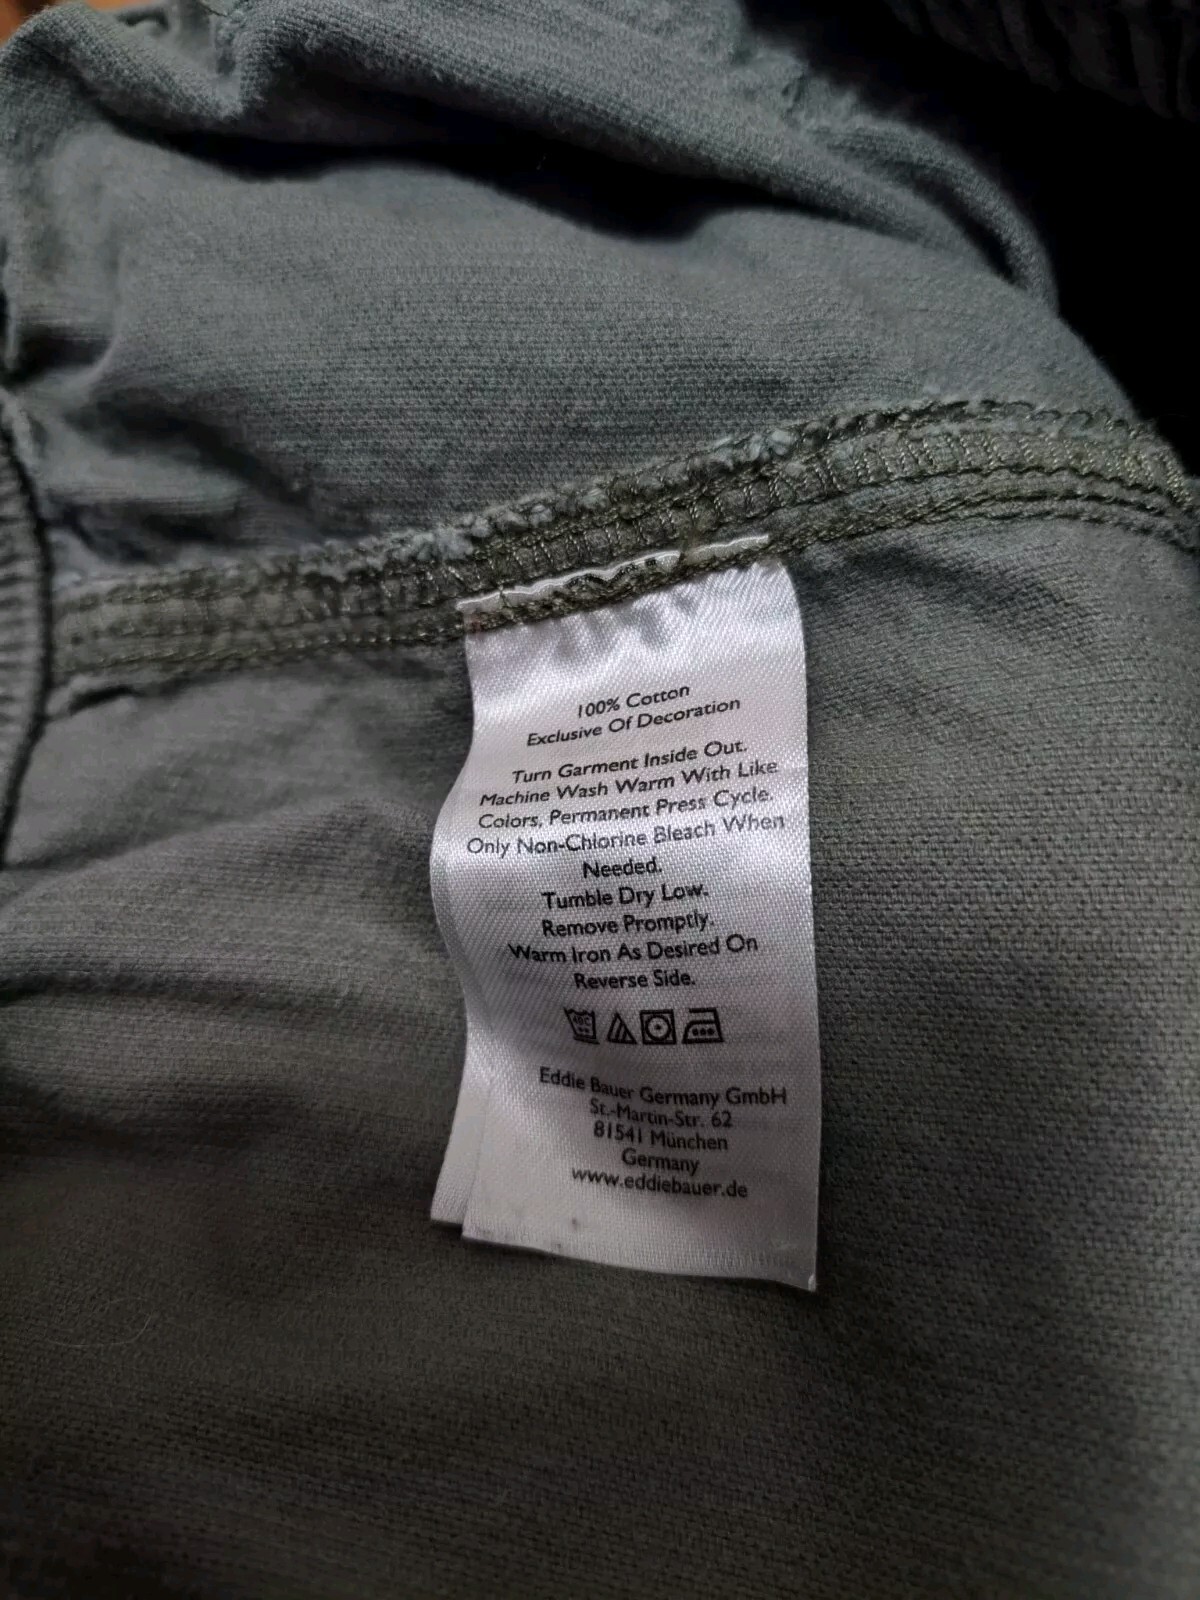 100% Cotton
Exclusive Of Decoration
Turn Garment Inside Out.
Machine Wash Warm With Like
Colors, Permanent Press Cycle.
Only Non-Chlorine Bleach When
Needed.
Tumble Dry Low.
Remove Promptly.
Warm Iron As Desired On
Reverse Side.
Eddie Bauer Germany GmbH
St.-Martin-Str. 62
81541 München
Germany
www.eddiebauer.de